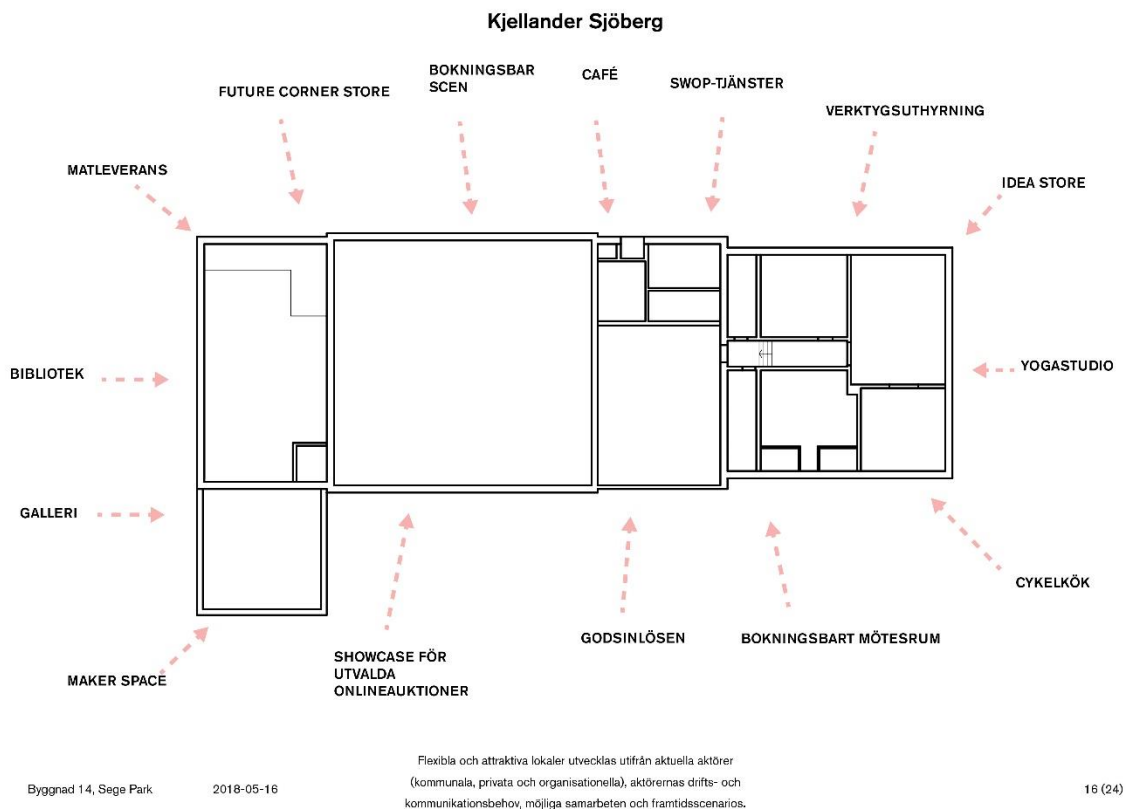 Kjellander Sjöberg
BOKNINGSBAR
SCEN
CAFÉ
SWOP-TJÄNSTER
FUTURE CORNER STORE
VERKTYGSUTHYRNING
MATLEVERANS
IDEA STORE
BIBLIOTEK
YOGASTUDIO
GALLERI
CYKELKÖK
GODSINLÖSEN
BOKNINGSBART MÖTESRUM
SHOWCASE FÖR
UTVALDA
ONLINEAUKTIONER
MAKER SPACE
Flexibla och attraktiva lokaler utvecklas utifrån aktuella aktörer
(kommunala, privata och organisationella), aktörernas drifts- och
kommunikationsbehov, möjliga samarbeten och framtidsscenarios.
Byggnad 14, Sege Park
2018-05-16
16 (24)